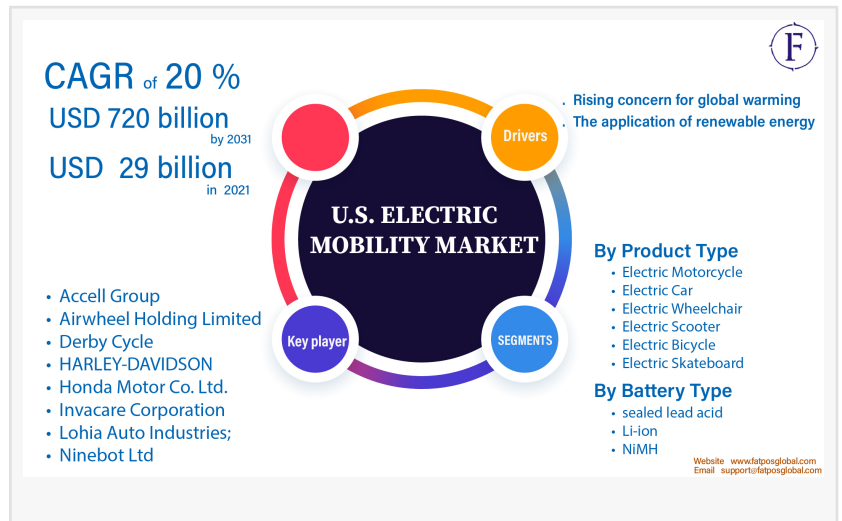 F
CAGR of 20 %
USD 720 billion
by 2031
USD 29 billion
in 2021
Drivers
. Rising concern for global warming
. The application of renewable energy
U.S. ELECTRIC
MOBILITY MARKET
Key player
SEGMENTS
• Accell Group
• Airwheel Holding Limited
• Derby Cycle
• HARLEY-DAVIDSON
• Honda Motor Co. Ltd.
• Invacare Corporation
• Lohia Auto Industries;
• Ninebot Ltd
By Product Type
• Electric Motorcycle
• Electric Car
• Electric Wheelchair
• Electric Scooter
• Electric Bicycle
• Electric Skateboard
By Battery Type
• sealed lead acid
• Li-ion
• NiMH
Website www.fatposglobal.com
Email support@fatposglobal.com